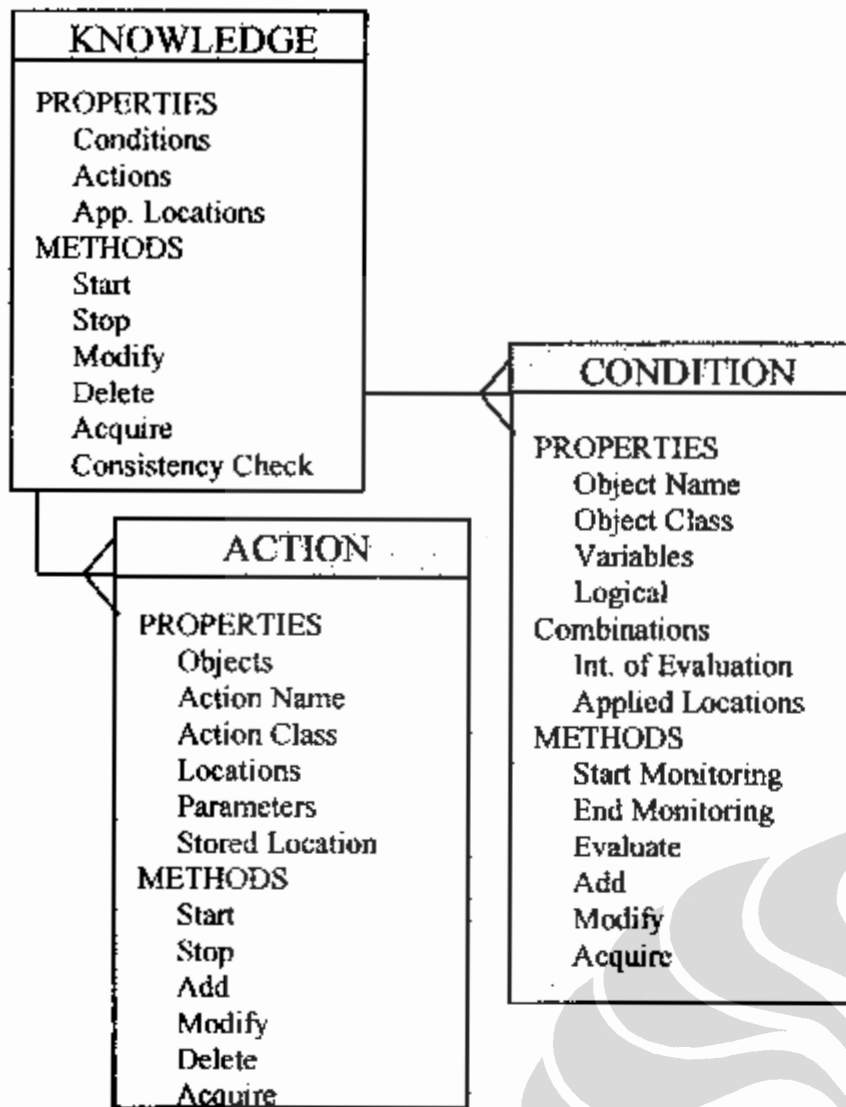 KNOWLEDGE
PROPERTIES
Conditions
Actions
App. Locations
METHODS
Start
Stop
Modify
Delete
Acquire
Consistency Check
ACTION
PROPERTIES
Objects
Action Name
Action Class
Locations
Parameters
Stored Location
METHODS
Start
Stop
Add
Modify
Delete
Acquire
CONDITION
PROPERTIES
Object Name
Object Class
Variables
Logical
Combinations
Int. of Evaluation
Applied Locations
METHODS
Start Monitoring
End Monitoring
Evaluate
Add
Modify
Acquire